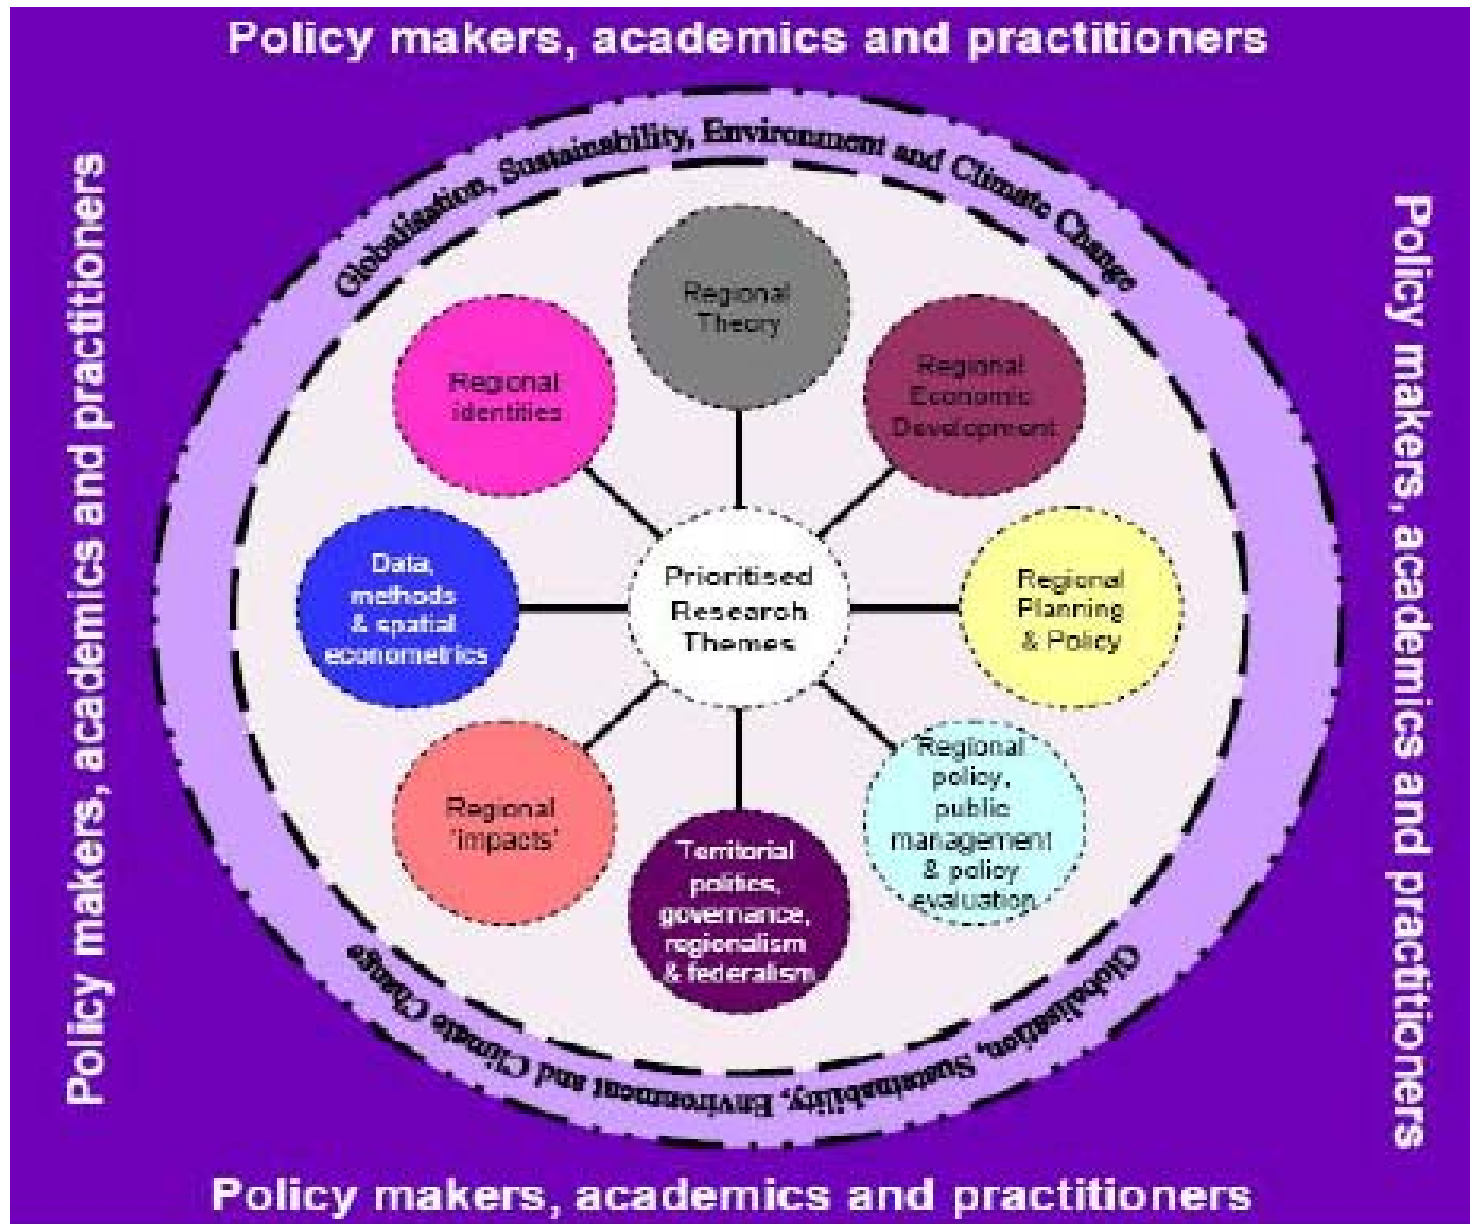 Policy makers, academics and practitioners
Globalisation, Sustainability, Environment and Climate Change
Policy makers, academics and practitioners
Policy makers, academics and practitioners
Regional
Theory
Regional
Economic
Development
Regional
identities
Data,
methods
& spatial
econometrics
Prioritised
Research
Themes
Regional
Planning
& Policy
Regional
policy,
public
management
& policy
evaluation
Regional
'impacts'
Territorial
politics,
governance,
regionalism
& federalism
Globalisation, Sustainability, Environment and Climate Change
Policy makers, academics and practitioners